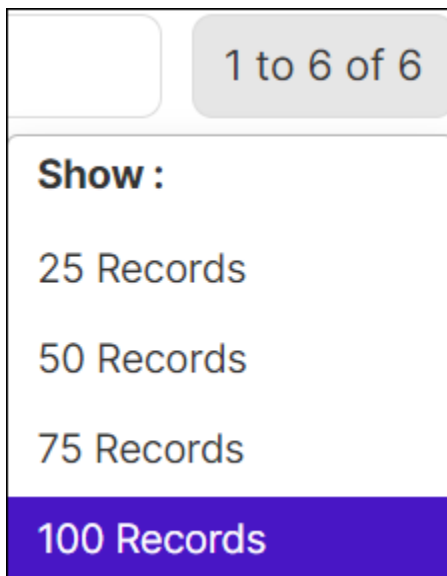 1 to 6 of 6
Show :
25 Records
50 Records
75 Records
100 Records